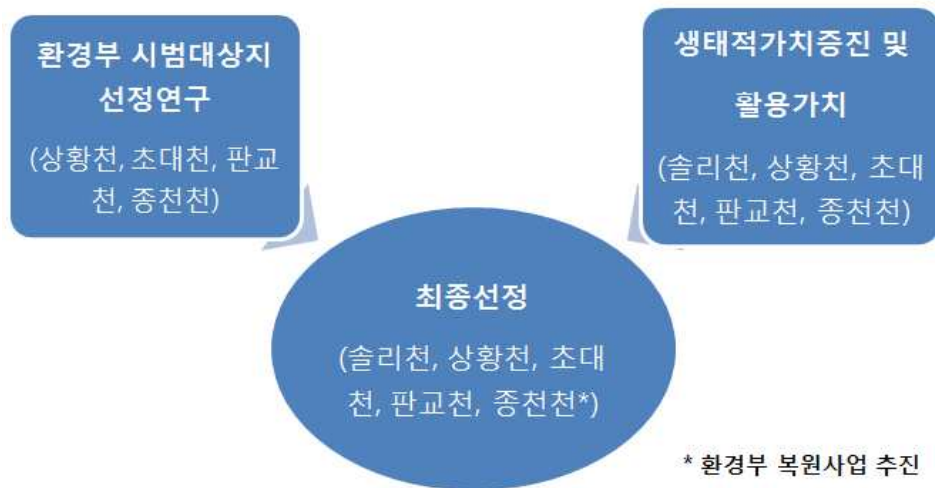 환경부 시범대상지
선정연구
(상황천, 초대천, 판교
천, 종천천)
생태적가치증진 및
활용가치
(솔리천, 상황천, 초대
천, 판교천, 종천천)
최종선정
(솔리천, 상황천, 초대
천, 판교천, 종천천*)
* 환경부 복원사업 추진